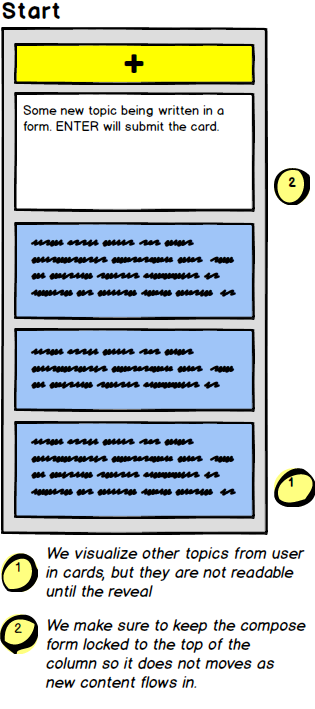 Start
+
Some new topic being written in a
form. ENTER will submit the card.
2
1
1
We visualize other topics from user
in cards, but they are not readable
until the reveal
2
We make sure to keep the compose
form locked to the top of the
column so it does not moves as
new content flows in.